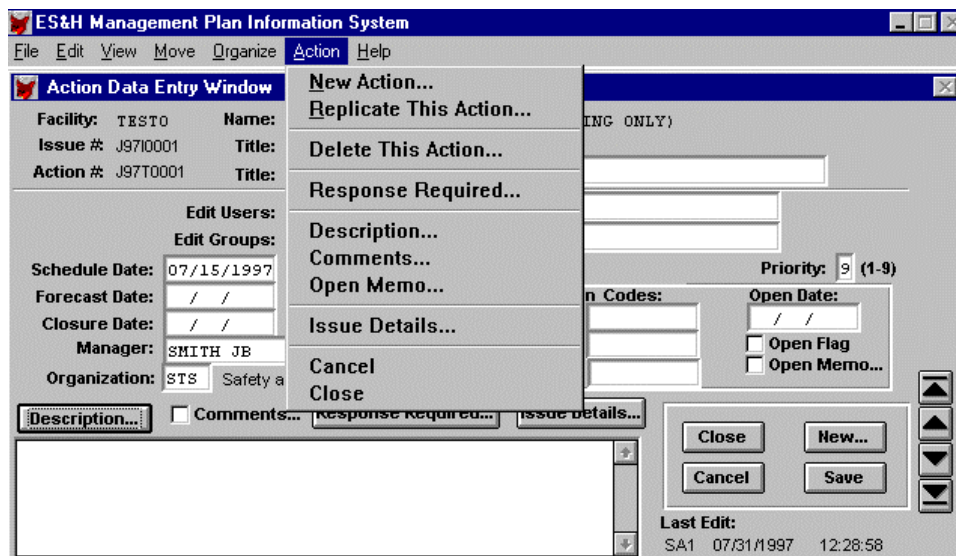 ES&H Management Plan Information System
File Edit View Move Organize Action Help
Action Data Entry Window
New Action...
Replicate This Action...
Delete This Action...
Response Required...
Description...
Comments...
Open Memo...
Issue Details...
Cancel
Close
Facility: TESTO Name: ING ONLY)
Issue #: J97I0001 Title:
Action #: J97T0001 Title:
Edit Users:
Edit Groups:
Schedule Date: 07/15/1997 Priority: 9 (1-9)
Forecast Date: / / n Codes: Open Date:
Closure Date: / / / /
Manager: SMITH JB Open Flag
Organization: STS Safety a Open Memo...
Description... Comments... Response Required... Issue Details...
Close New...
Cancel Save
Last Edit:
SA1 07/31/1997 12:28:58